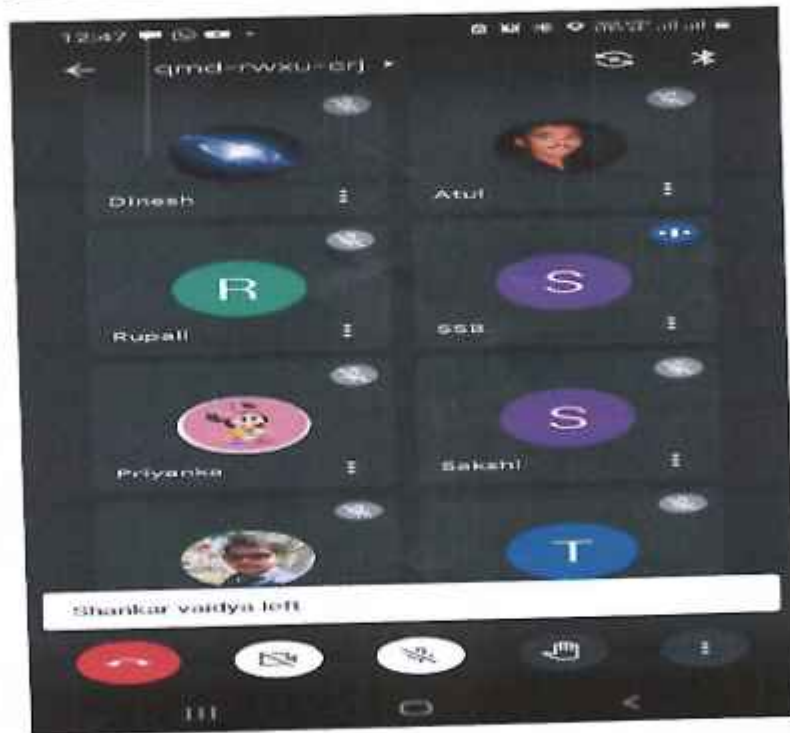 12:47
qmd-rwxu-crj
Dinesh
Atul
R
S
Rupali
SSB
S
Priyanka
Sakshi
T
Shankar vaidya left